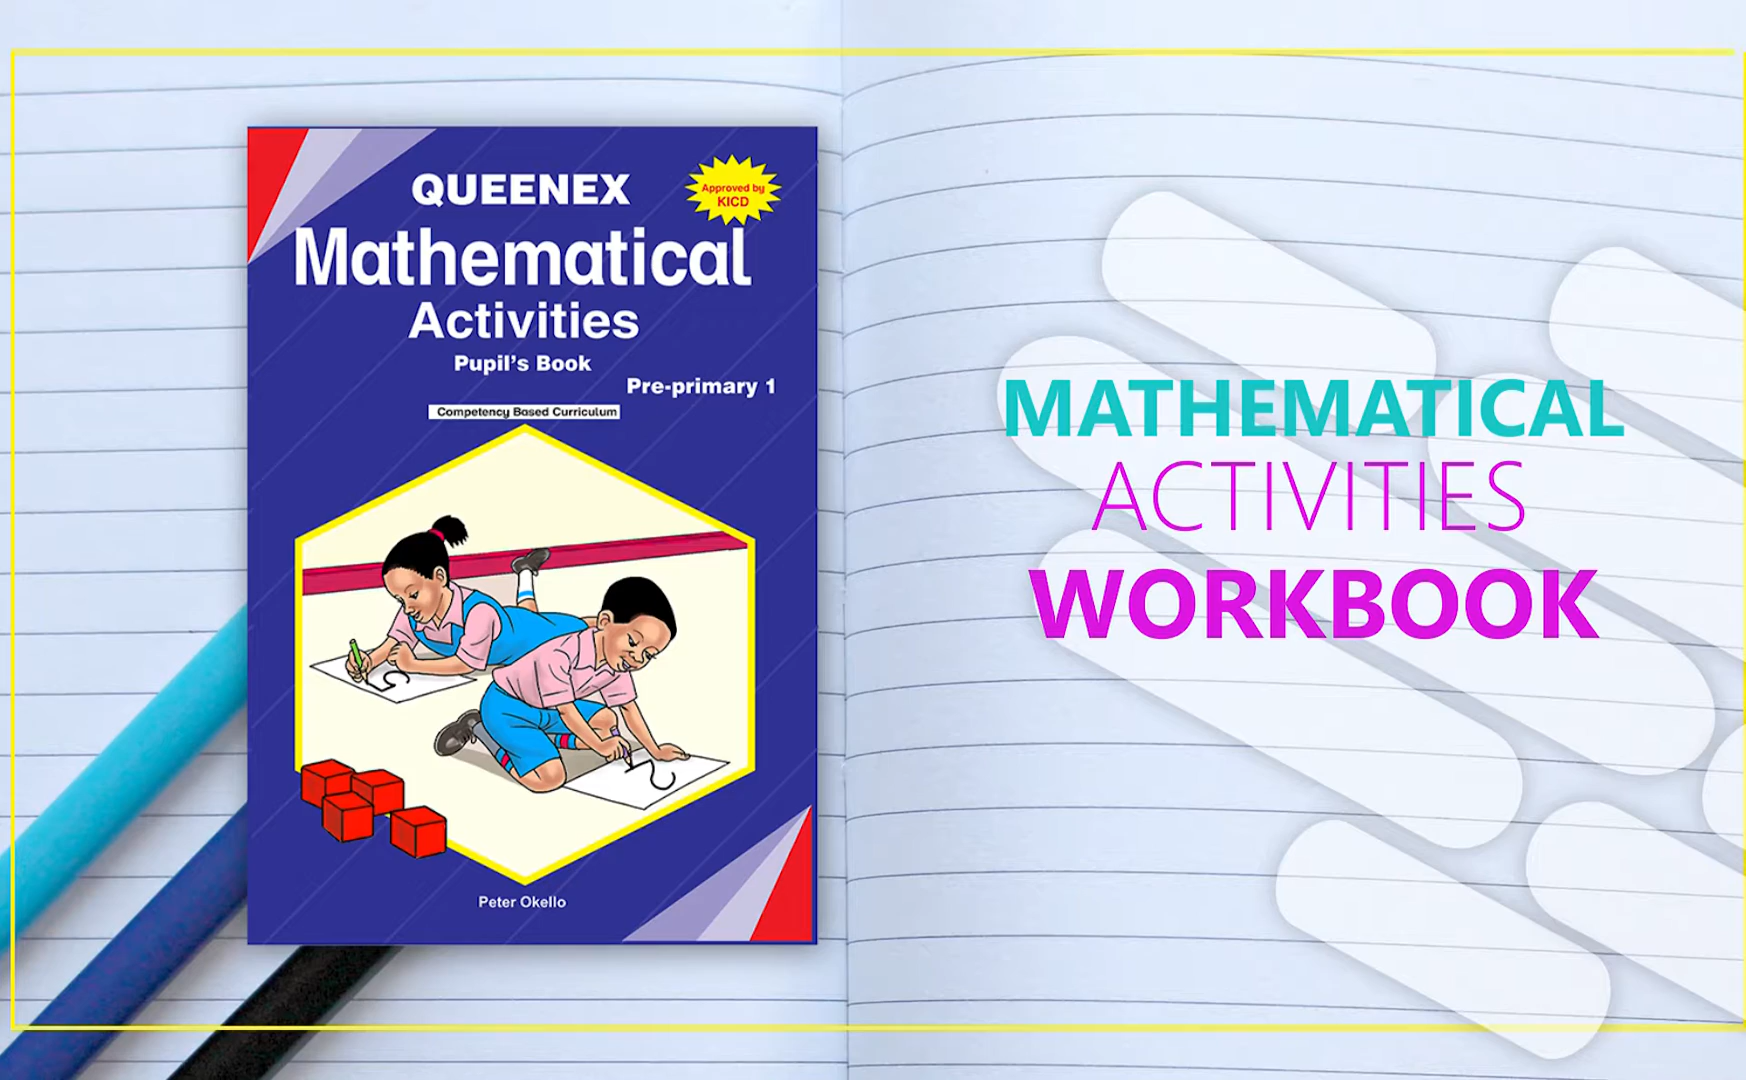 QUEENEX
Approved by
KICD
Mathematical
Activities
Pupil's Book
Pre-primary 1
Competency Based Curriculum
Peter Okello
MATHEMATICAL
ACTIVITIES
WORKBOOK